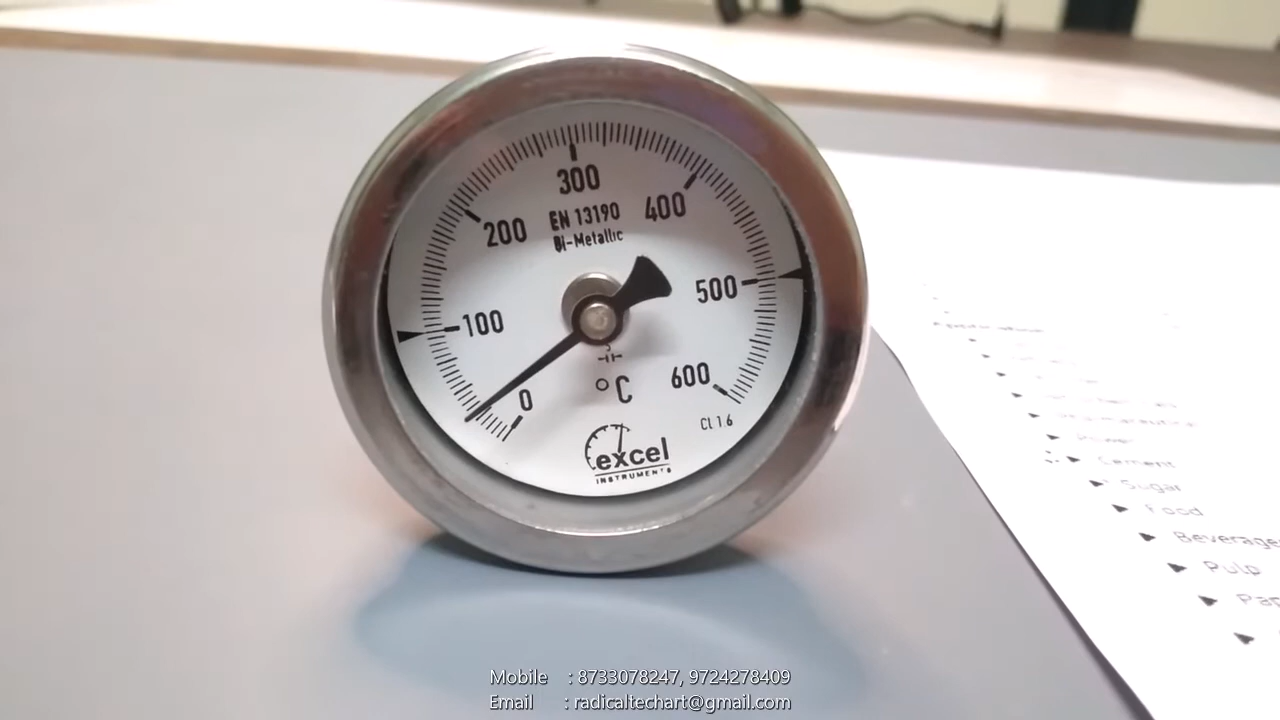 300
200
400
EN 13190
Bi-Metallic
100
500
0
600
°C
CL 1.6
excel
INSTRUMENTS
Power
Cement
Sugar
Food
Beverage
Pulp
Mobile : 8733078247, 9724278409
Email : radicaltechart@gmail.com